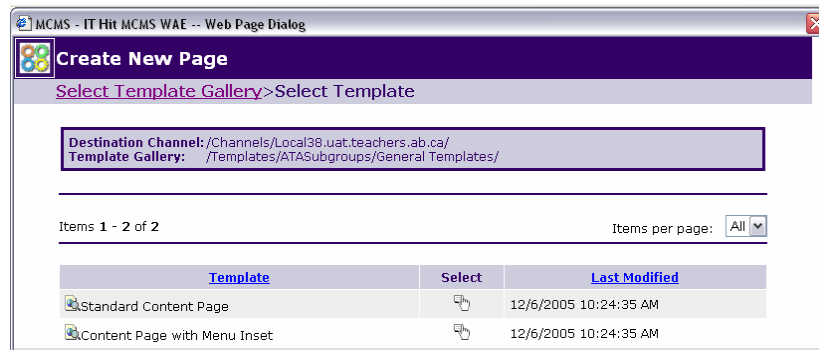 MCMS - IT Hit MCMS WAE -- Web Page Dialog
Create New Page
Select Template Gallery>Select Template
Destination Channel: /Channels/Local38.uat.teachers.ab.ca/
Template Gallery: /Templates/ATASubgroups/General Templates/
Items 1 - 2 of 2 Items per page: All
Template Select Last Modified
Standard Content Page 12/6/2005 10:24:35 AM
Content Page with Menu Inset 12/6/2005 10:24:35 AM